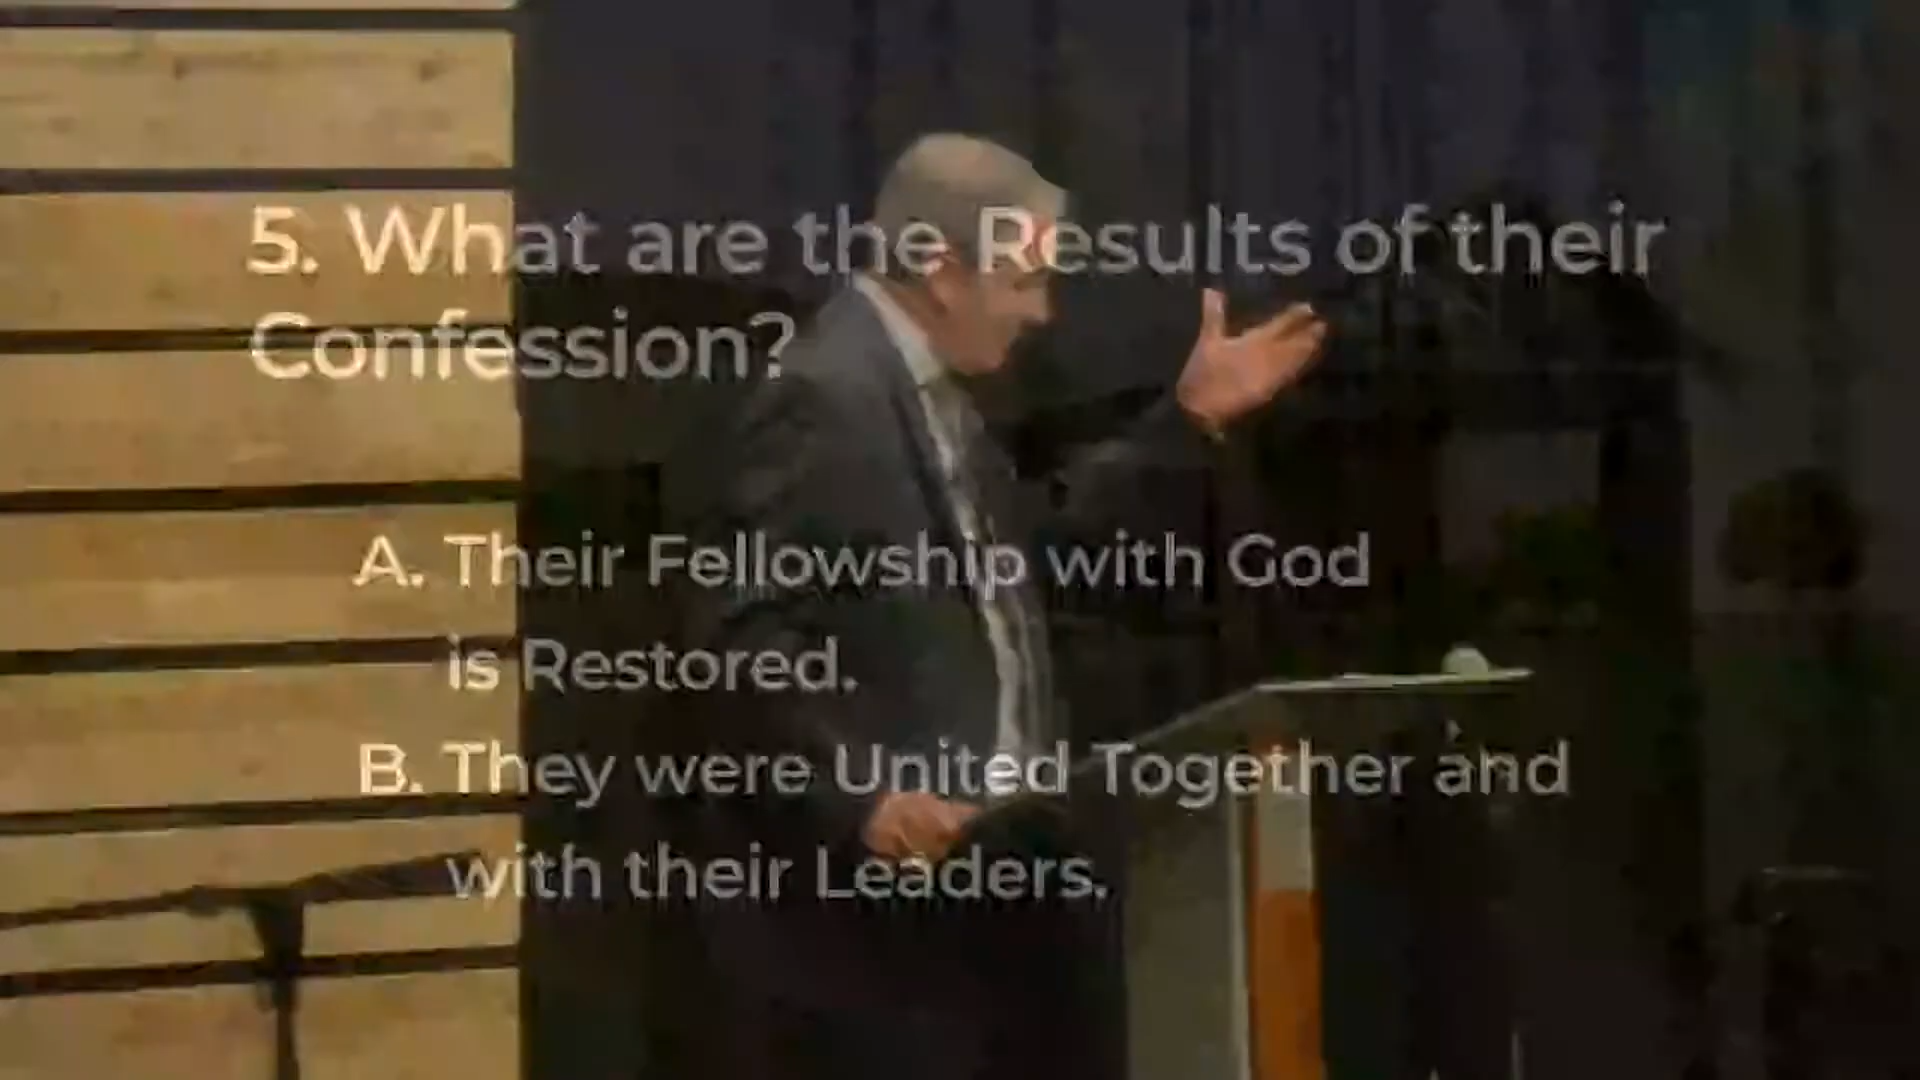 5. What are the Results of their
Confession?
A. Their Fellowship with God
is Restored.
B. They were United Together and
with their Leaders.